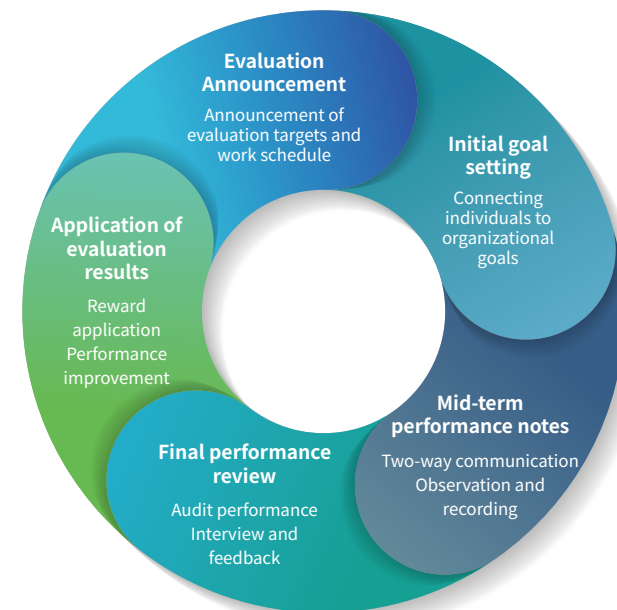 Evaluation
Announcement
Announcement of
evaluation targets and
work schedule
Initial goal
setting
Connecting
individuals to
organizational
goals
Mid-term
performance notes
Two-way communication
Observation and
recording
Final performance
review
Audit performance
Interview and
feedback
Application of
evaluation
results
Reward
application
Performance
improvement